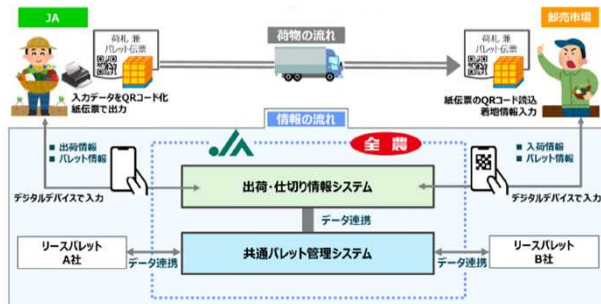 JA
卸売市場
荷札 兼
パレット伝票
荷物の流れ
荷札 兼
パレット伝票
入力データをQRコード化
紙伝票で出力
紙伝票のQRコード読込
着地情報入力
情報の流れ
■ 出荷情報
■ パレット情報
JA
全農
■ 入荷情報
■ パレット情報
デジタルデバイスで入力
出荷・仕切り情報システム
デジタルデバイスで入力
データ連携
リースパレット
A社
データ連携
共通パレット管理システム
データ連携
リースパレット
B社